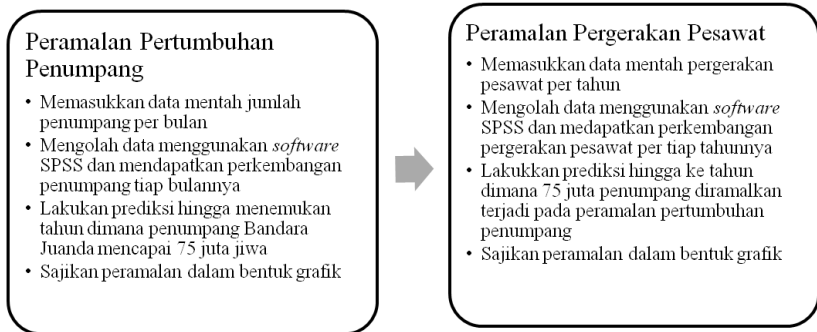 Peramalan Pertumbuhan
Penumpang
• Memasukkan data mentah jumlah
penumpang per bulan
• Mengolah data menggunakan software
SPSS dan mendapatkan perkembangan
penumpang tiap bulannya
• Lakukan prediksi hingga menemukan
tahun dimana penumpang Bandara
Juanda mencapai 75 juta jiwa
• Sajikan peramalan dalam bentuk grafik
Peramalan Pergerakan Pesawat
• Memasukkan data mentah pergerakan
pesawat per tahun
• Mengolah data menggunakan software
SPSS dan medapatkan perkembangan
pergerakan pesawat per tiap tahunnya
• Lakukkan prediksi hingga ke tahun
dimana 75 juta penumpang diramalkan
terjadi pada peramalan pertumbuhan
penumpang
• Sajikan peramalan dalam bentuk grafik